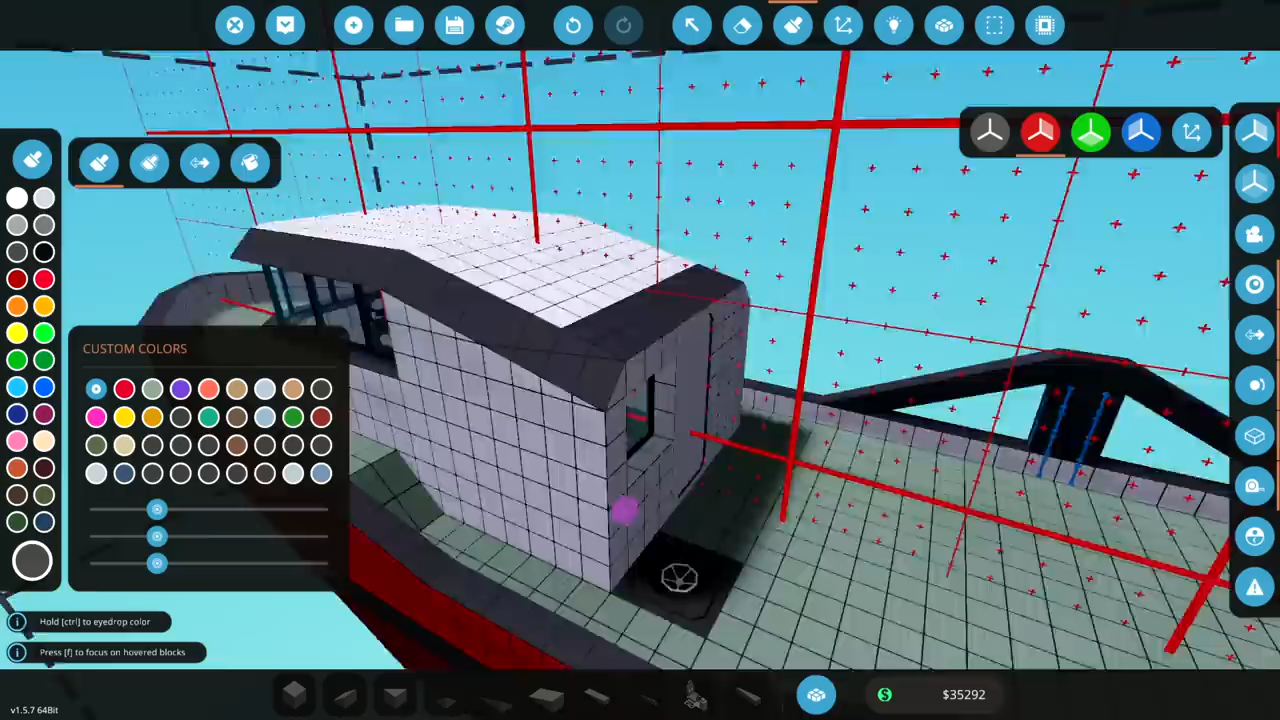 CUSTOM COLORS
Hold [ctrl] to eyedrop color
Press [f] to focus on hovered blocks
$35292
v1.5.7 64Bit